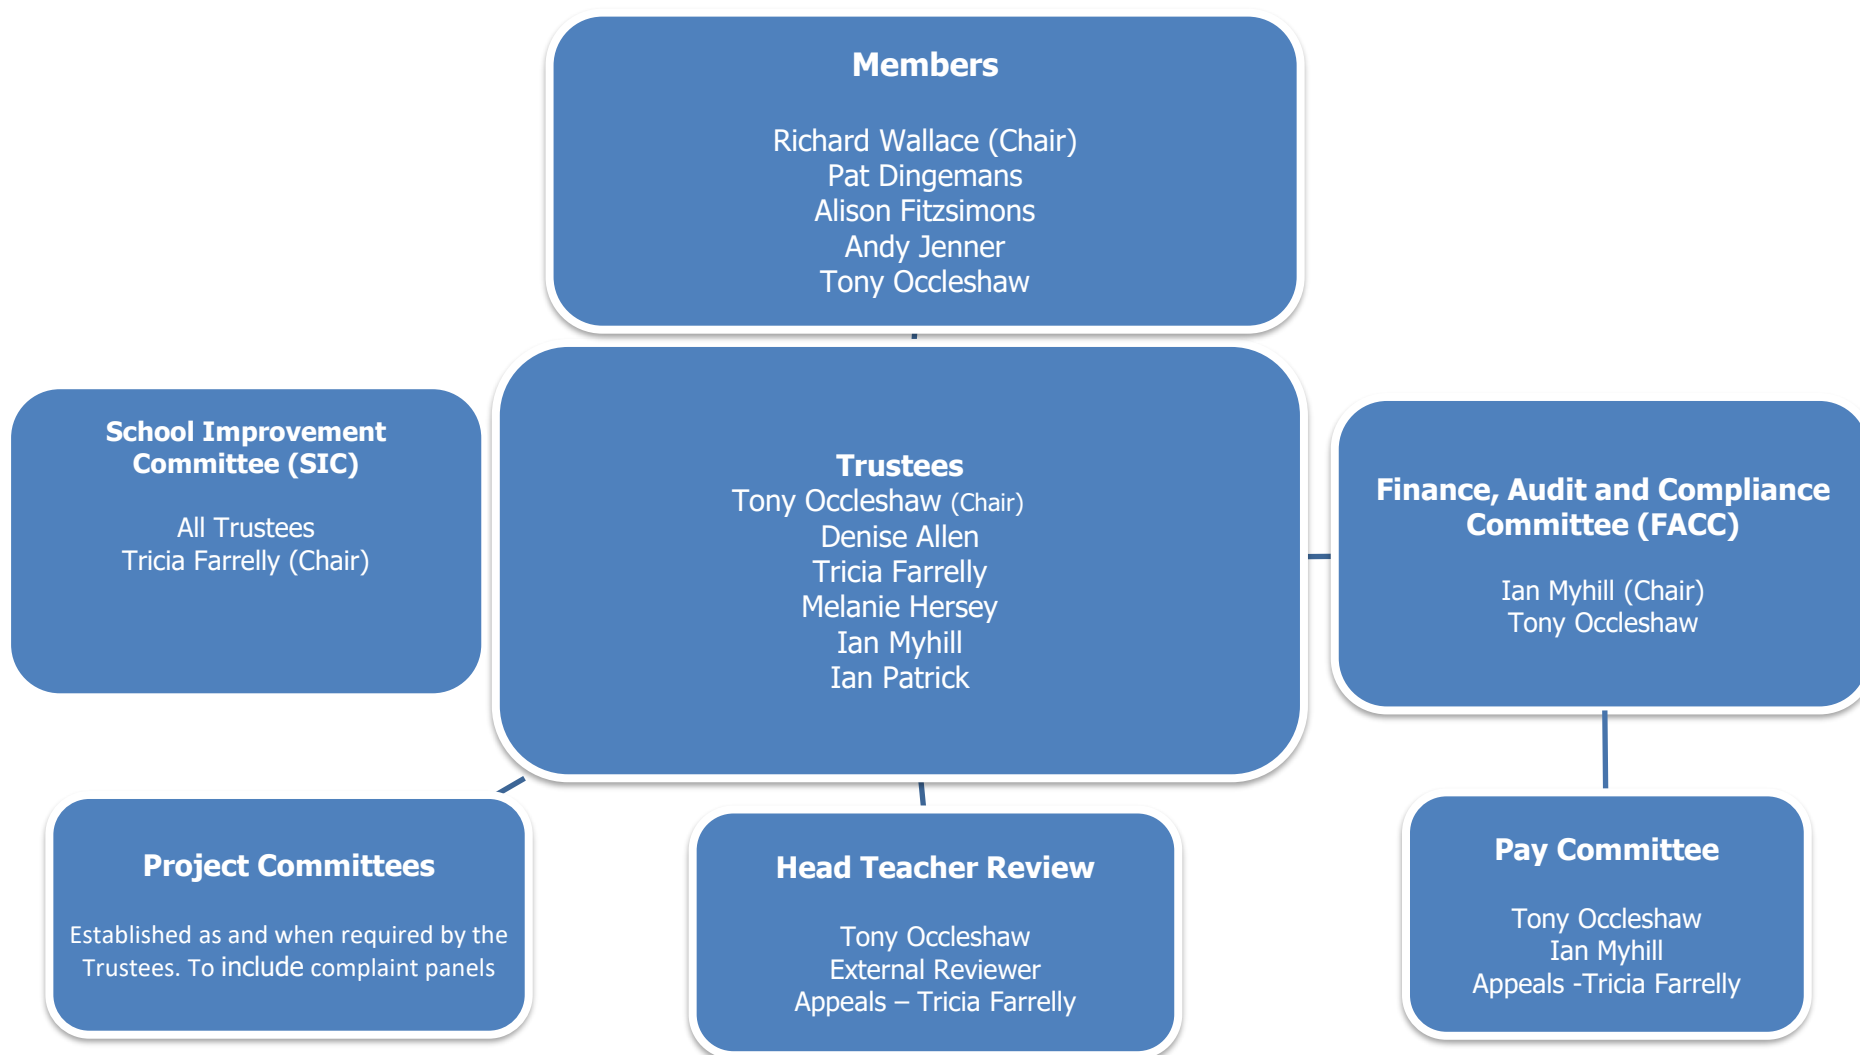 Members
Richard Wallace (Chair)
Pat Dingemans
Alison Fitzsimons
Andy Jenner
Tony Occleshaw
School Improvement
Committee (SIC)
All Trustees
Tricia Farrelly (Chair)
Trustees
Tony Occleshaw (Chair)
Denise Allen
Tricia Farrelly
Melanie Hersey
Ian Myhill
Ian Patrick
Finance, Audit and Compliance
Committee (FACC)
Ian Myhill (Chair)
Tony Occleshaw
Project Committees
Established as and when required by the
Trustees. To include complaint panels
Head Teacher Review
Tony Occleshaw
External Reviewer
Appeals – Tricia Farrelly
Pay Committee
Tony Occleshaw
Ian Myhill
Appeals -Tricia Farrelly